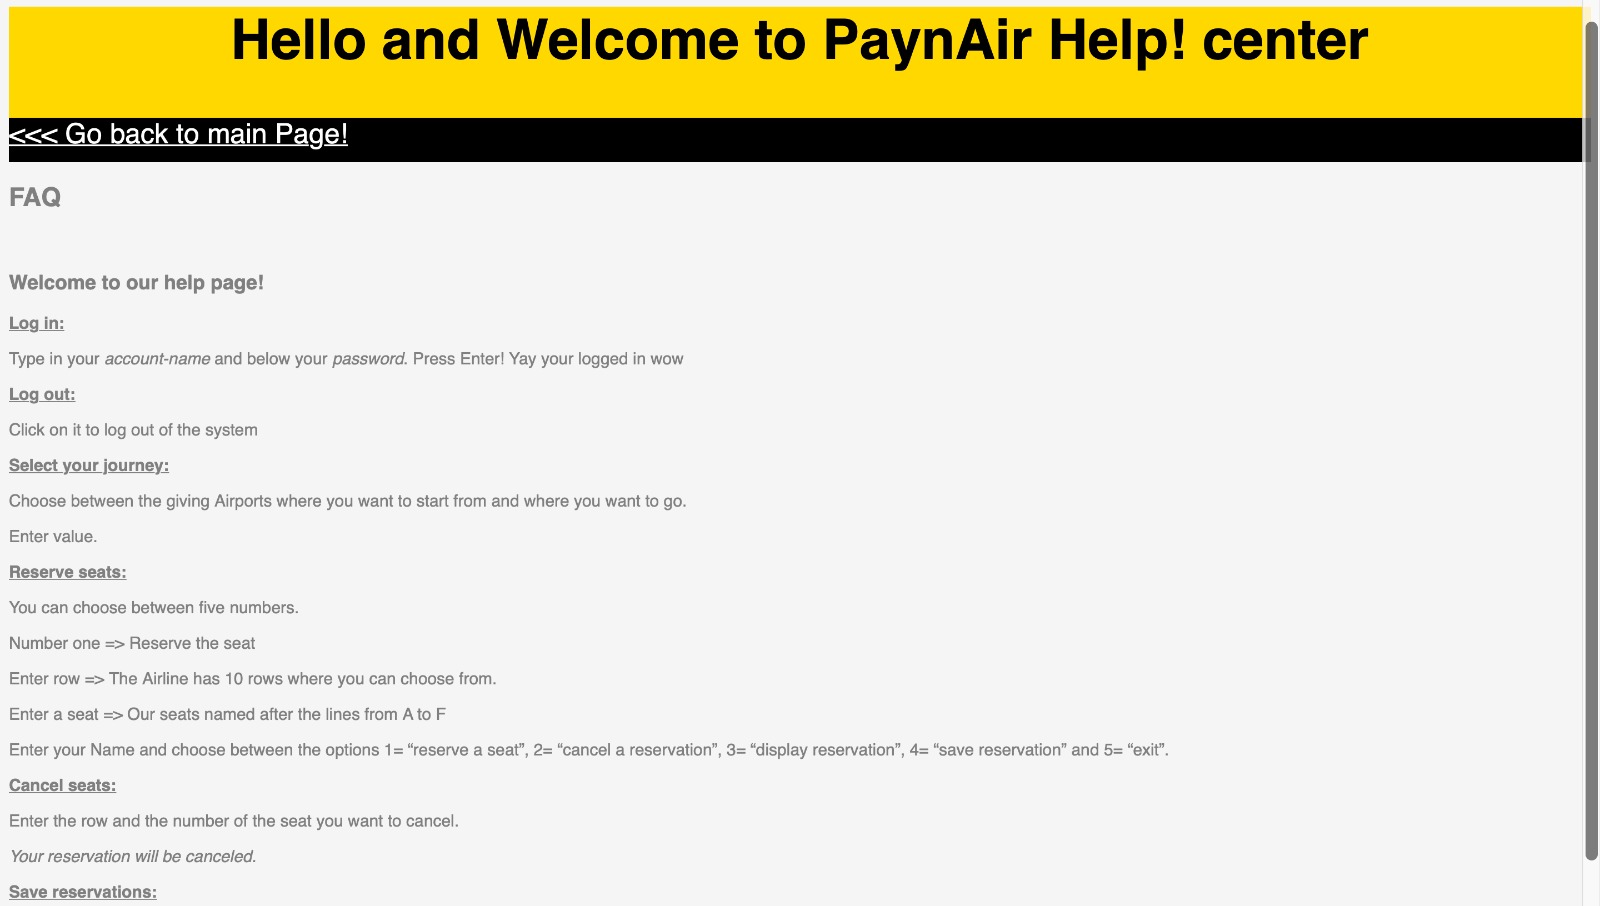 Hello and Welcome to PaynAir Help! center
<<< Go back to main Page!
FAQ
Welcome to our help page!
Log in:
Type in your account-name and below your password. Press Enter! Yay your logged in wow
Log out:
Click on it to log out of the system
Select your journey:
Choose between the giving Airports where you want to start from and where you want to go.
Enter value.
Reserve seats:
You can choose between five numbers.
Number one => Reserve the seat
Enter row => The Airline has 10 rows where you can choose from.
Enter a seat => Our seats named after the lines from A to F
Enter your Name and choose between the options 1= “reserve a seat”, 2= “cancel a reservation”, 3= “display reservation”, 4= “save reservation” and 5= “exit”.
Cancel seats:
Enter the row and the number of the seat you want to cancel.
Your reservation will be canceled.
Save reservations: